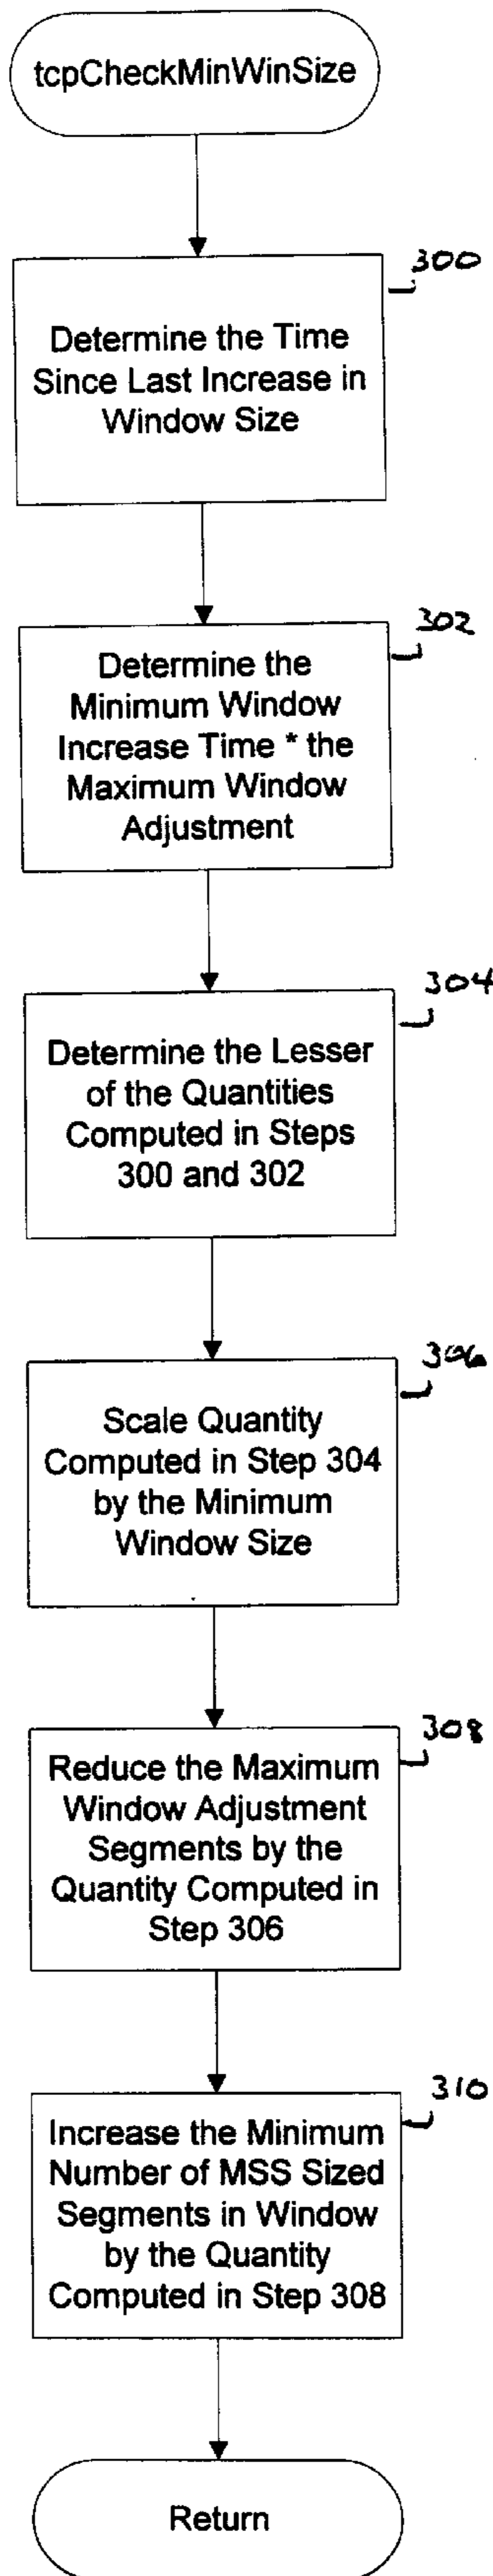 tcpCheckMinWinSize
300
Determine the Time
Since Last Increase in
Window Size
302
Determine the
Minimum Window
Increase Time * the
Maximum Window
Adjustment
304
Determine the Lesser
of the Quantities
Computed in Steps
300 and 302
306
Scale Quantity
Computed in Step 304
by the Minimum
Window Size
308
Reduce the Maximum
Window Adjustment
Segments by the
Quantity Computed in
Step 306
310
Increase the Minimum
Number of MSS Sized
Segments in Window
by the Quantity
Computed in Step 308
Return